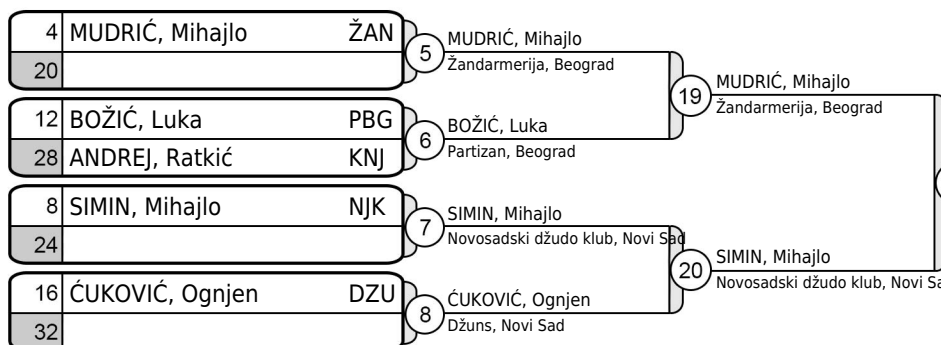 4 MUDRIĆ, Mihajlo ŽAN
20
5
MUDRIĆ, Mihajlo
Žandarmerija, Beograd
12 BOŽIĆ, Luka PBG
28 ANDREJ, Ratkić KNJ
6
BOŽIĆ, Luka
Partizan, Beograd
19
MUDRIĆ, Mihajlo
Žandarmerija, Beograd
8 SIMIN, Mihajlo NJK
24
7
SIMIN, Mihajlo
Novosadski džudo klub, Novi Sad
16 ĆUKOVIĆ, Ognjen DZU
32
8
ĆUKOVIĆ, Ognjen
Džuns, Novi Sad
20
SIMIN, Mihajlo
Novosadski džudo klub, Novi Sa